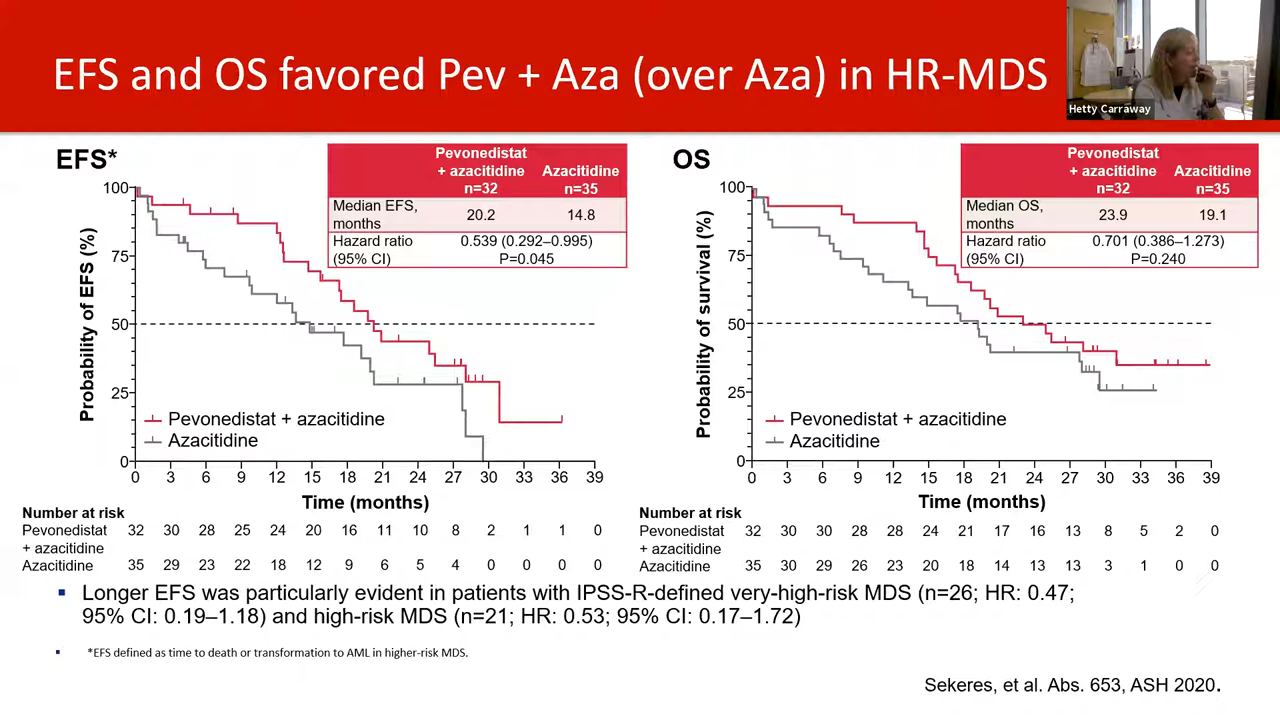 EFS and OS favored Pev + Aza (over Aza) in HR-MDS
Hetty Carraway
EFS*
Pevonedistat + azacitidine n=32
Azacitidine n=35
Median EFS, months 20.2 14.8
Hazard ratio (95% CI) 0.539 (0.292–0.995) P=0.045
Probability of EFS (%)
100
75
50
25
0
Pevonedistat + azacitidine
Azacitidine
0 3 6 9 12 15 18 21 24 27 30 33 36 39
Time (months)
Number at risk
Pevonedistat + azacitidine 32 30 28 25 24 20 16 11 10 8 2 1 1 0
Azacitidine 35 29 23 22 18 12 9 6 5 4 0 0 0 0
OS
Pevonedistat + azacitidine n=32
Azacitidine n=35
Median OS, months 23.9 19.1
Hazard ratio (95% CI) 0.701 (0.386–1.273) P=0.240
Probability of survival (%)
100
75
50
25
0
Pevonedistat + azacitidine
Azacitidine
0 3 6 9 12 15 18 21 24 27 30 33 36 39
Time (months)
Number at risk
Pevonedistat + azacitidine 32 30 30 28 28 24 21 17 16 13 8 5 2 0
Azacitidine 35 30 29 26 23 20 18 14 13 13 3 1 0 0
▪ Longer EFS was particularly evident in patients with IPSS-R-defined very-high-risk MDS (n=26; HR: 0.47;
95% CI: 0.19–1.18) and high-risk MDS (n=21; HR: 0.53; 95% CI: 0.17–1.72)
▪ *EFS defined as time to death or transformation to AML in higher-risk MDS.
Sekeres, et al. Abs. 653, ASH 2020.